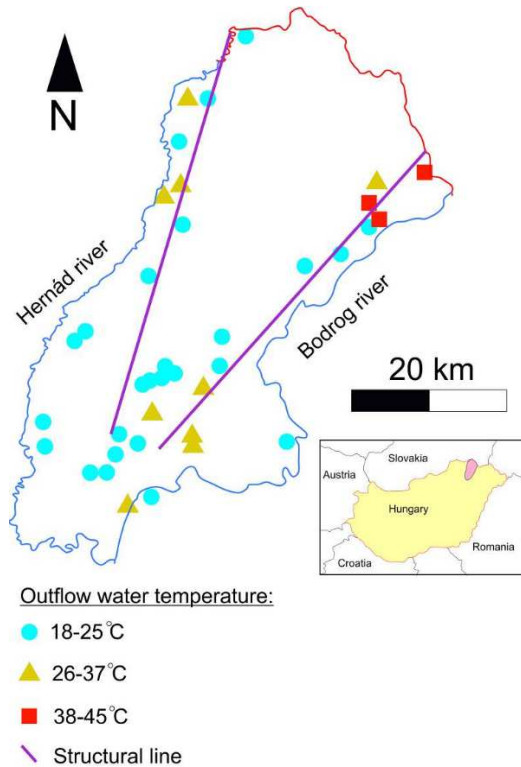 N
Hernád river
Bodrog river
20 km
Slovakia
Austria
Hungary
Romania
Croatia
Outflow water temperature:
18-25°C
26-37°C
38-45°C
Structural line